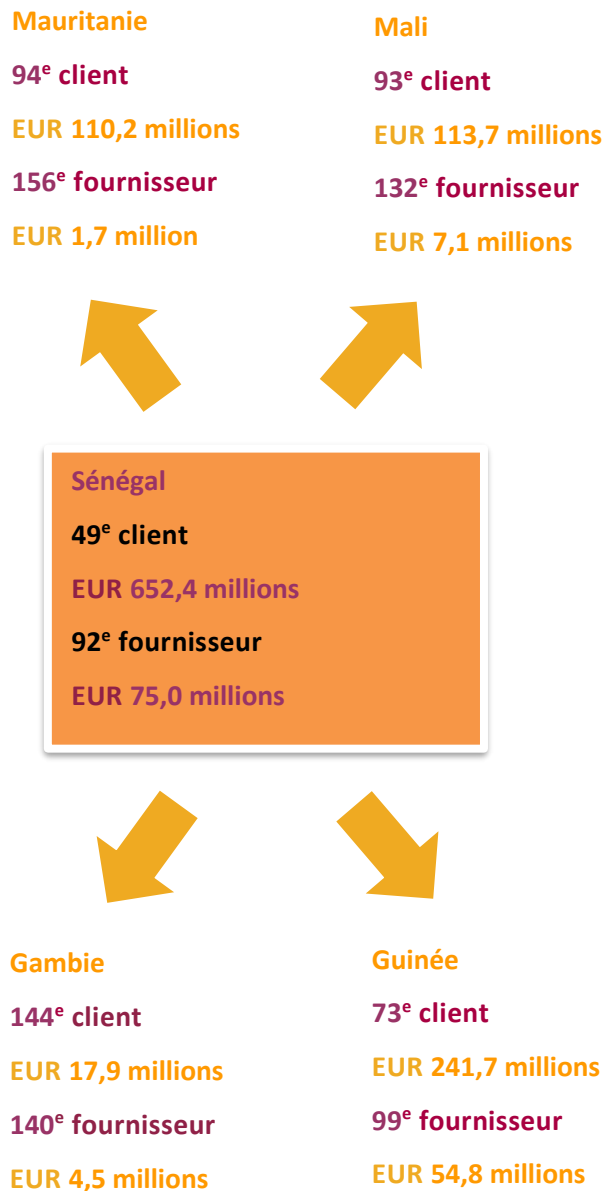 Mauritanie
94e client
EUR 110,2 millions
156e fournisseur
EUR 1,7 million
Mali
93e client
EUR 113,7 millions
132e fournisseur
EUR 7,1 millions
Sénégal
49e client
EUR 652,4 millions
92e fournisseur
EUR 75,0 millions
Gambie
144e client
EUR 17,9 millions
140e fournisseur
EUR 4,5 millions
Guinée
73e client
EUR 241,7 millions
99e fournisseur
EUR 54,8 millions